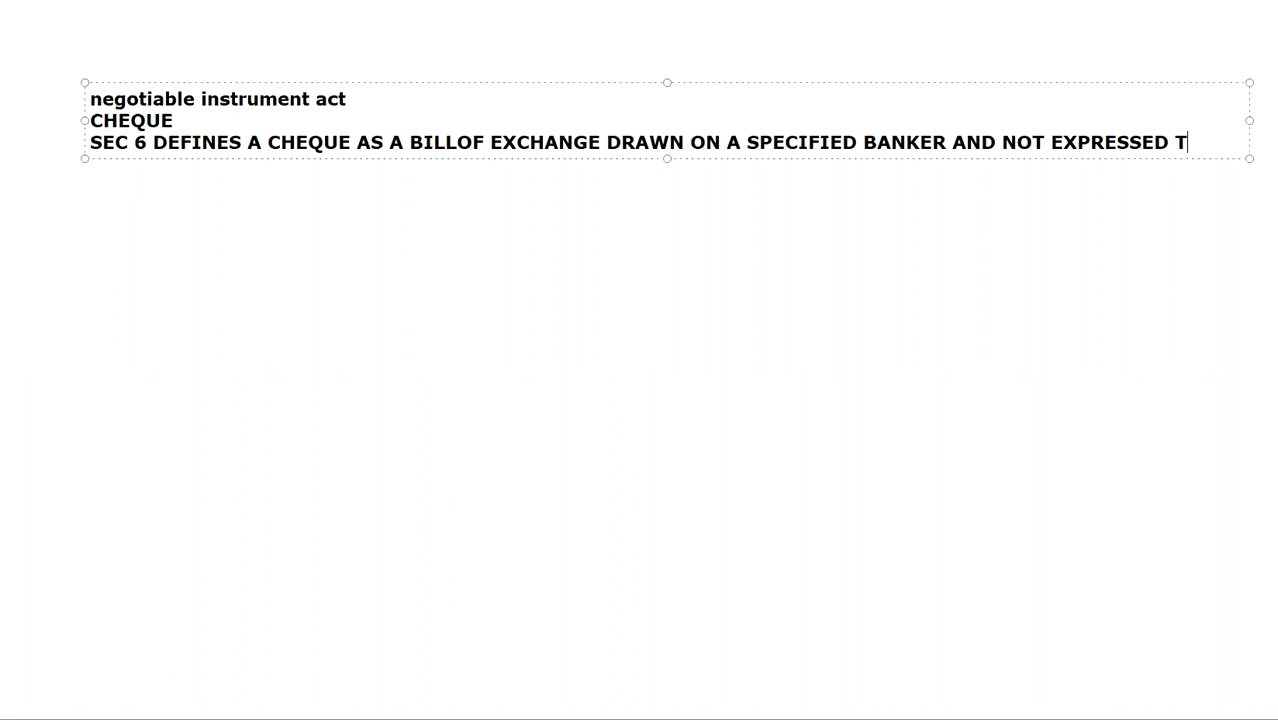 negotiable instrument act
CHEQUE
SEC 6 DEFINES A CHEQUE AS A BILLOF EXCHANGE DRAWN ON A SPECIFIED BANKER AND NOT EXPRESSED T